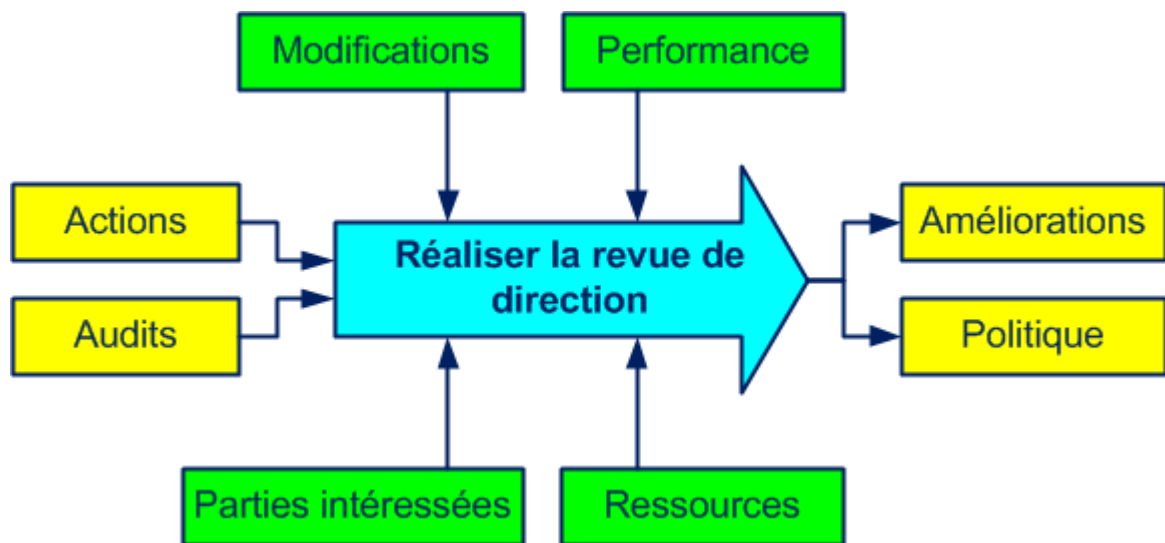 Modifications
Performance
Actions
Réaliser la revue de
direction
Améliorations
Audits
Politique
Parties intéressées
Ressources